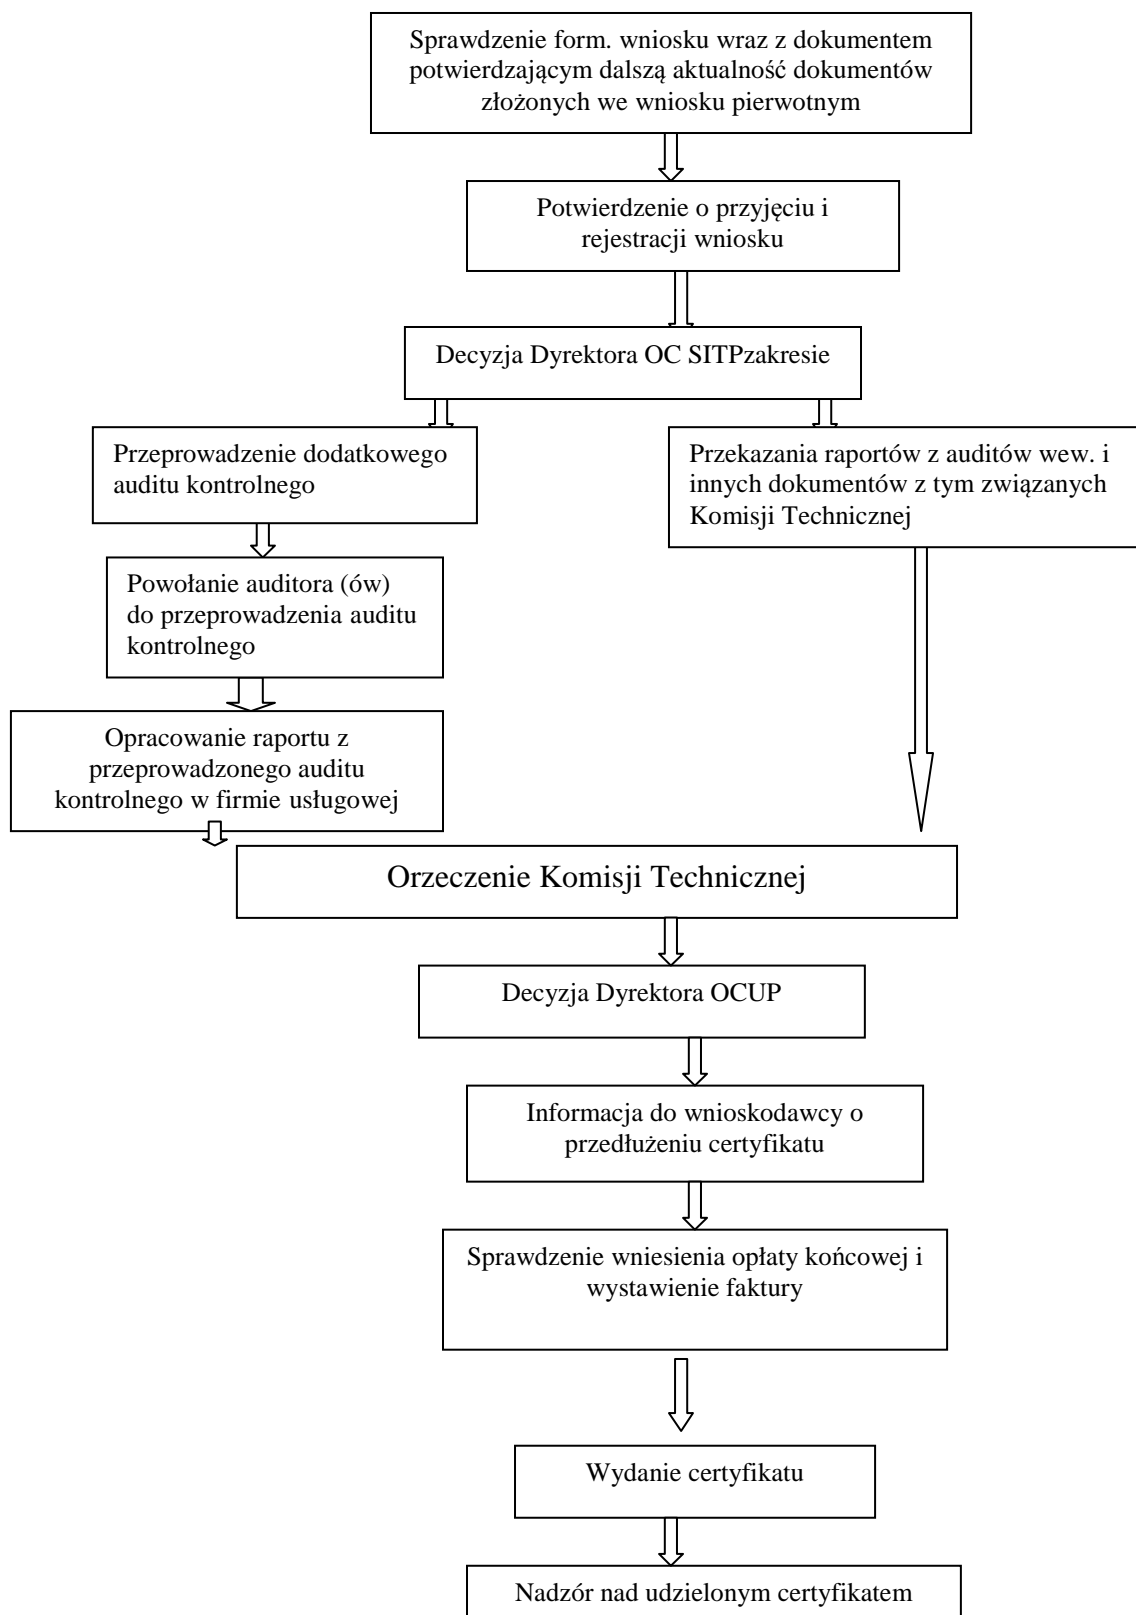 Sprawdzenie form. wniosku wraz z dokumentem
potwierdzającym dalszą aktualność dokumentów
złożonych we wniosku pierwotnym
Potwierdzenie o przyjęciu i
rejestracji wniosku
Decyzja Dyrektora OC SITPzakresie
Przeprowadzenie dodatkowego
auditu kontrolnego
Przekazania raportów z auditów wew. i
innych dokumentów z tym związanych
Komisji Technicznej
Powołanie auditora (ów)
do przeprowadzenia auditu
kontrolnego
Opracowanie raportu z
przeprowadzonego auditu
kontrolnego w firmie usługowej
Orzeczenie Komisji Technicznej
Decyzja Dyrektora OCUP
Informacja do wnioskodawcy o
przedłużeniu certyfikatu
Sprawdzenie wniesienia opłaty końcowej i
wystawienie faktury
Wydanie certyfikatu
Nadzór nad udzielonym certyfikatem